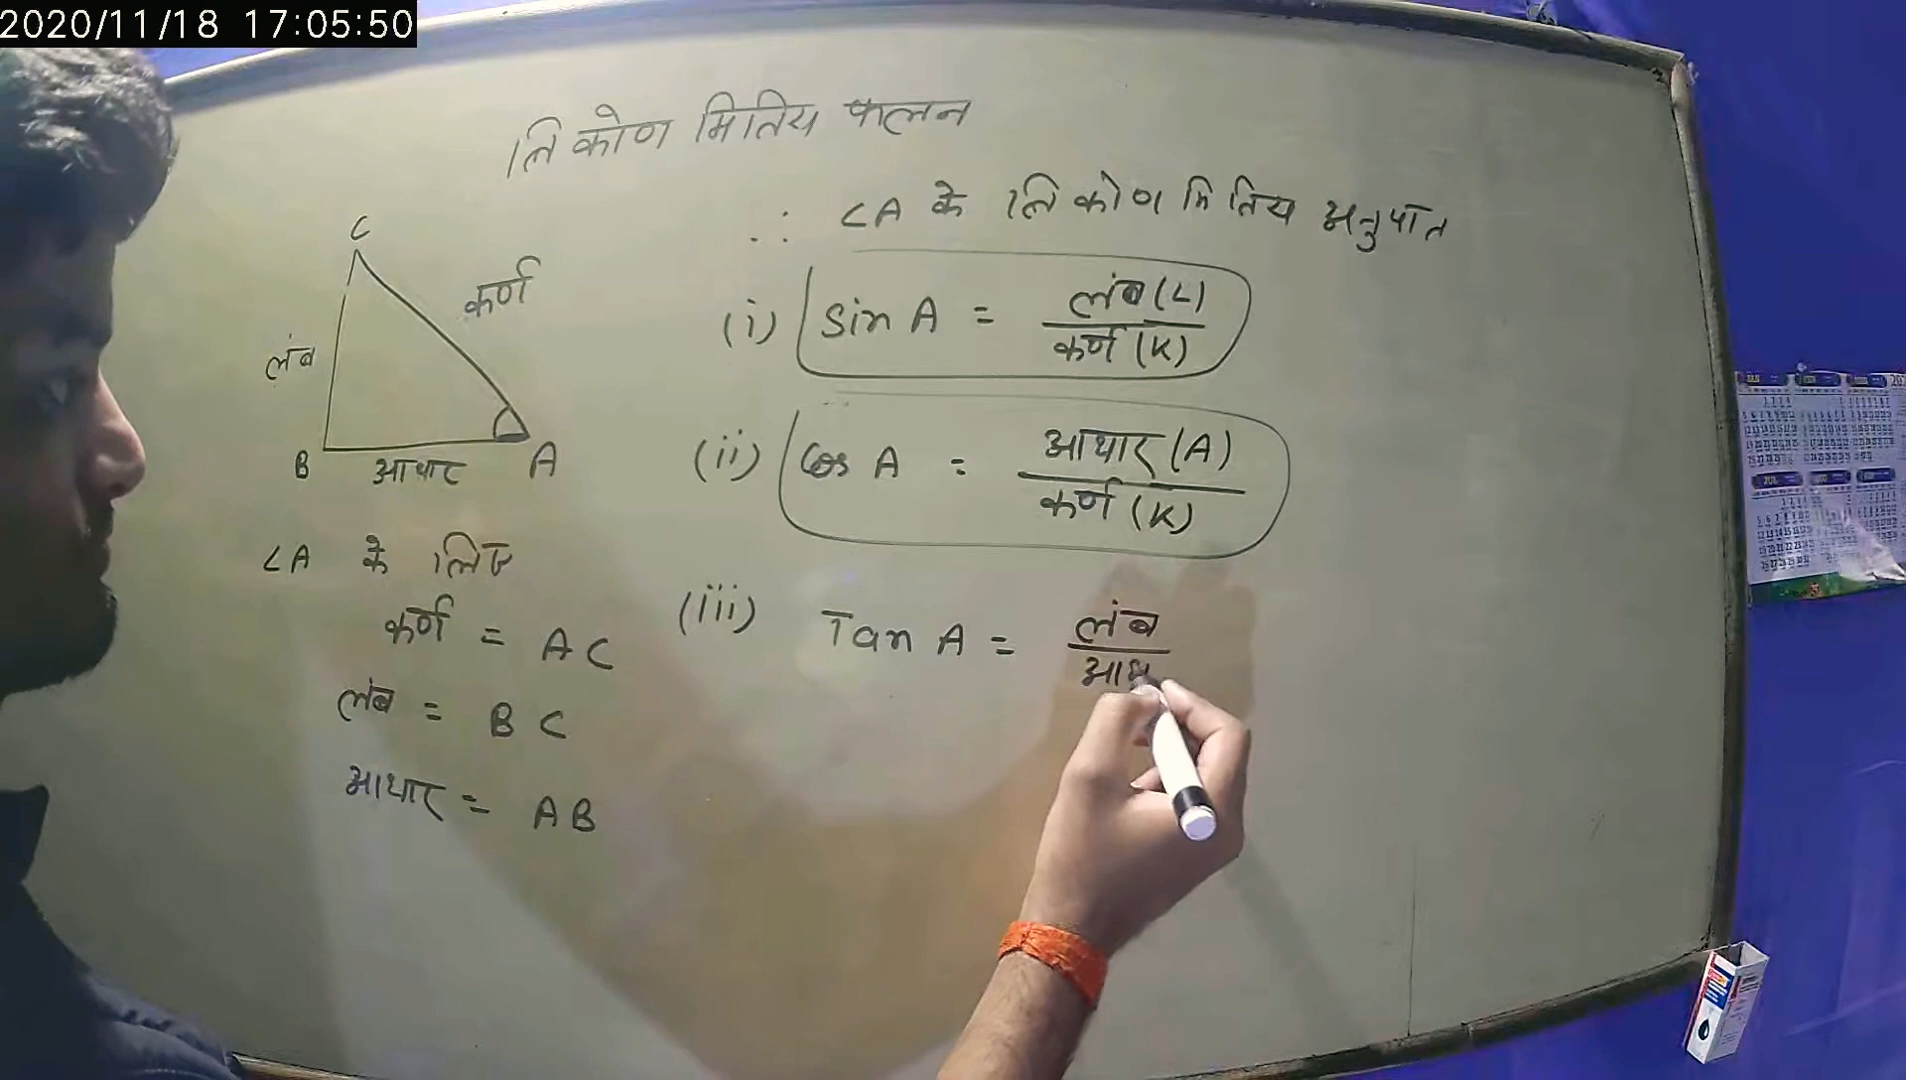 2020/11/18 17:05:50
त्रिकोणमितिय फलन
∴ ∠A के त्रिकोणमितिय अनुपात
C
कर्ण
लंब
B
आधार
A
(i) Sin A = लंब (L) / कर्ण (K)
(ii) Cos A = आधार (A) / कर्ण (K)
(iii) Tan A = लंब / आध
∠A के लिए
कर्ण = AC
लंब = BC
आधार = AB